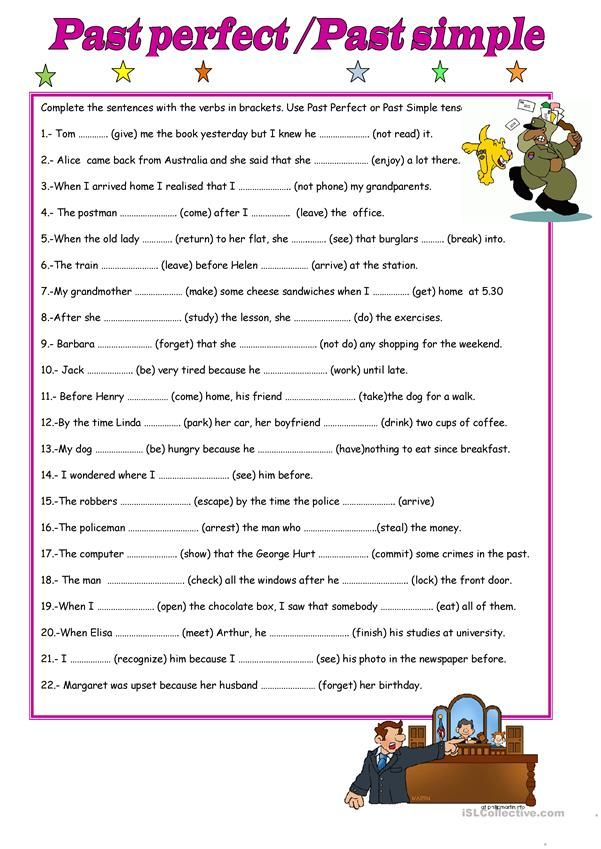 Past perfect /Past simple
Complete the sentences with the verbs in brackets. Use Past Perfect or Past Simple tens
1.- Tom ............. (give) me the book yesterday but I knew he ...................... (not read) it.
2.- Alice came back from Australia and she said that she ....................... (enjoy) a lot there.
3.-When I arrived home I realised that I ...................... (not phone) my grandparents.
4.- The postman ........................ (come) after I ................ (leave) the office.
5.-When the old lady ............. (return) to her flat, she .............. (see) that burglars .......... (break) into.
6.-The train ........................ (leave) before Helen .................... (arrive) at the station.
7.-My grandmother .................... (make) some cheese sandwiches when I ............... (get) home at 5.30
8.-After she ................................. (study) the lesson, she ........................ (do) the exercises.
9.- Barbara ....................... (forget) that she ................................. (not do) any shopping for the weekend.
10.- Jack ................... (be) very tired because he ........................... (work) until late.
11.- Before Henry ................. (come) home, his friend .............................. (take)the dog for a walk.
12.-By the time Linda ................ (park) her car, her boyfriend ....................... (drink) two cups of coffee.
13.-My dog ..................... (be) hungry because he ................................ (have)nothing to eat since breakfast.
14.- I wondered where I .............................. (see) him before.
15.-The robbers .............................. (escape) by the time the police ...................... (arrive)
16.-The policeman .............................. (arrest) the man who ...............................(steal) the money.
17.-The computer ..................... (show) that the George Hurt ..................... (commit) some crimes in the past.
18.- The man ................................ (check) all the windows after he ............................ (lock) the front door.
19.-When I ........................ (open) the chocolate box, I saw that somebody ...................... (eat) all of them.
20.-When Elisa ........................... (meet) Arthur, he .................................. (finish) his studies at university.
21.- I ................. (recognize) him because I ................................ (see) his photo in the newspaper before.
22.- Margaret was upset because her husband ....................... (forget) her birthday.
MARTIN
iSLCollective.com